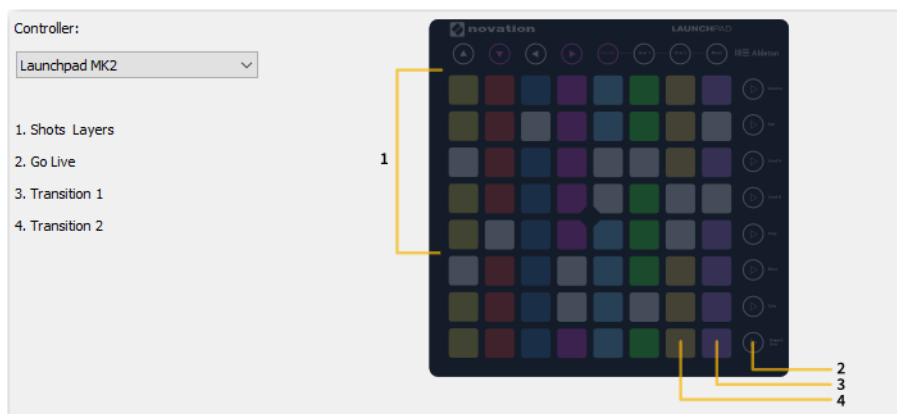 Controller:
Launchpad MK2
1. Shots Layers
2. Go Live
3. Transition 1
4. Transition 2
novation
LAUNCHPAD
Ableton
1
2
3
4